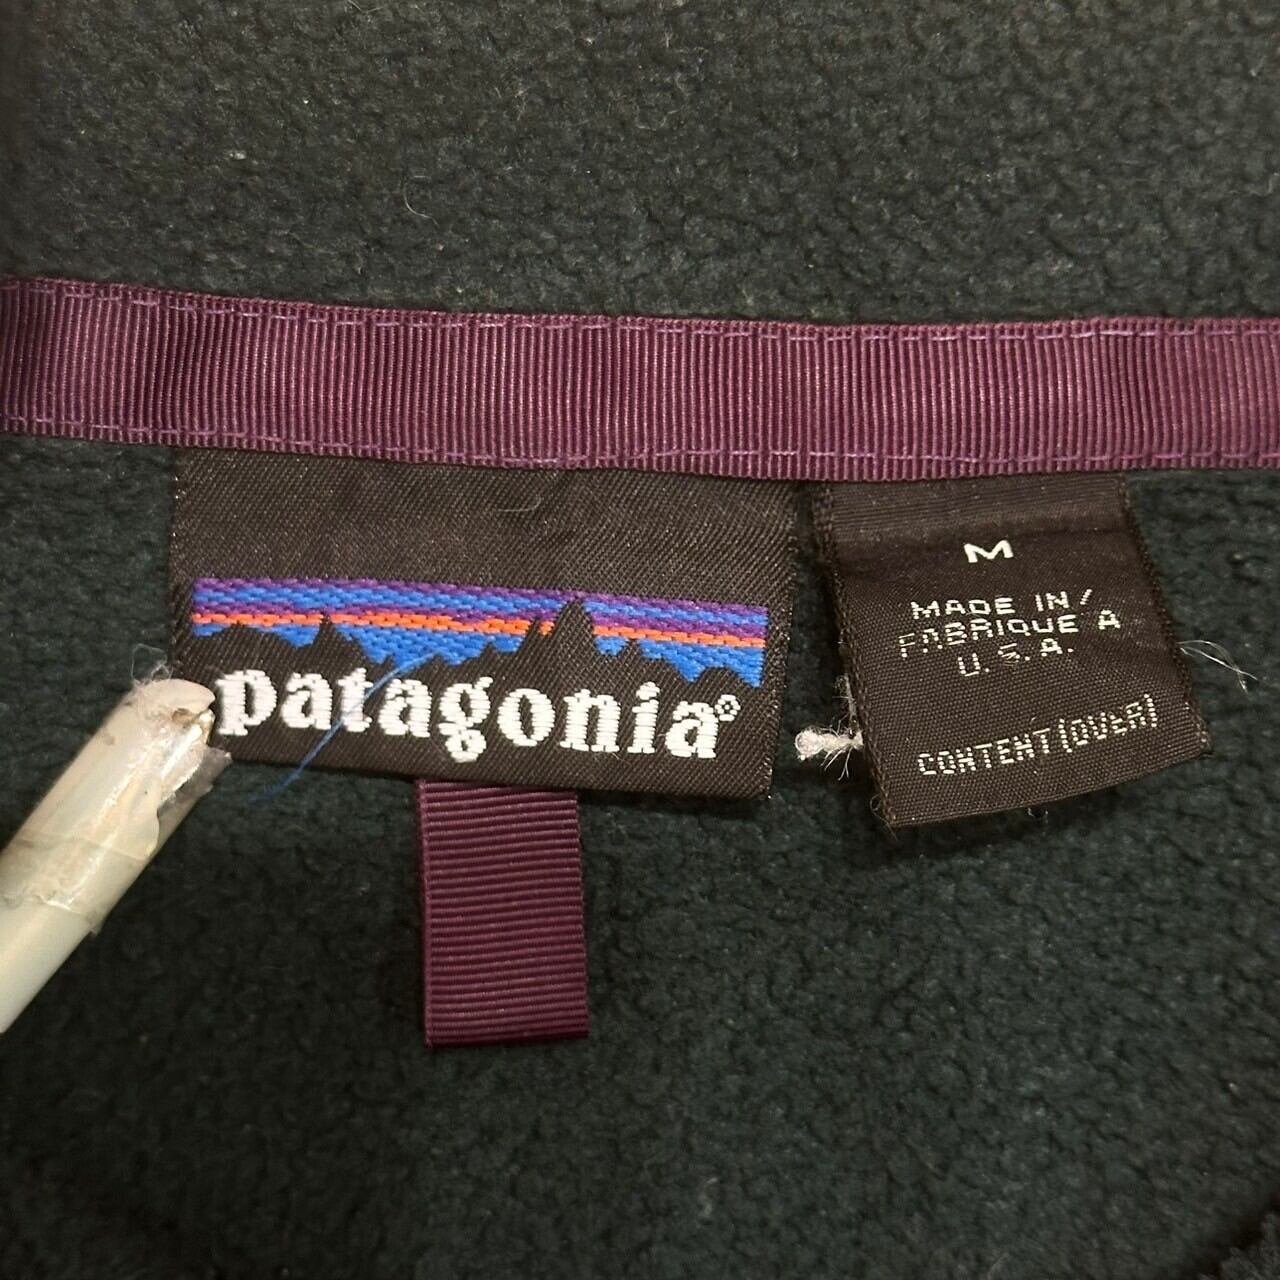 patagonia®
M
MADE IN/
FABRIQUE A
U.S.A.
CONTENT (OVER)